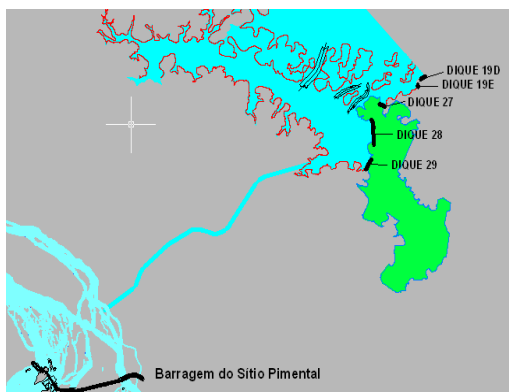 DIQUE 19D
DIQUE 19E
DIQUE 27
DIQUE 28
DIQUE 29
Barragem do Sítio Pimental